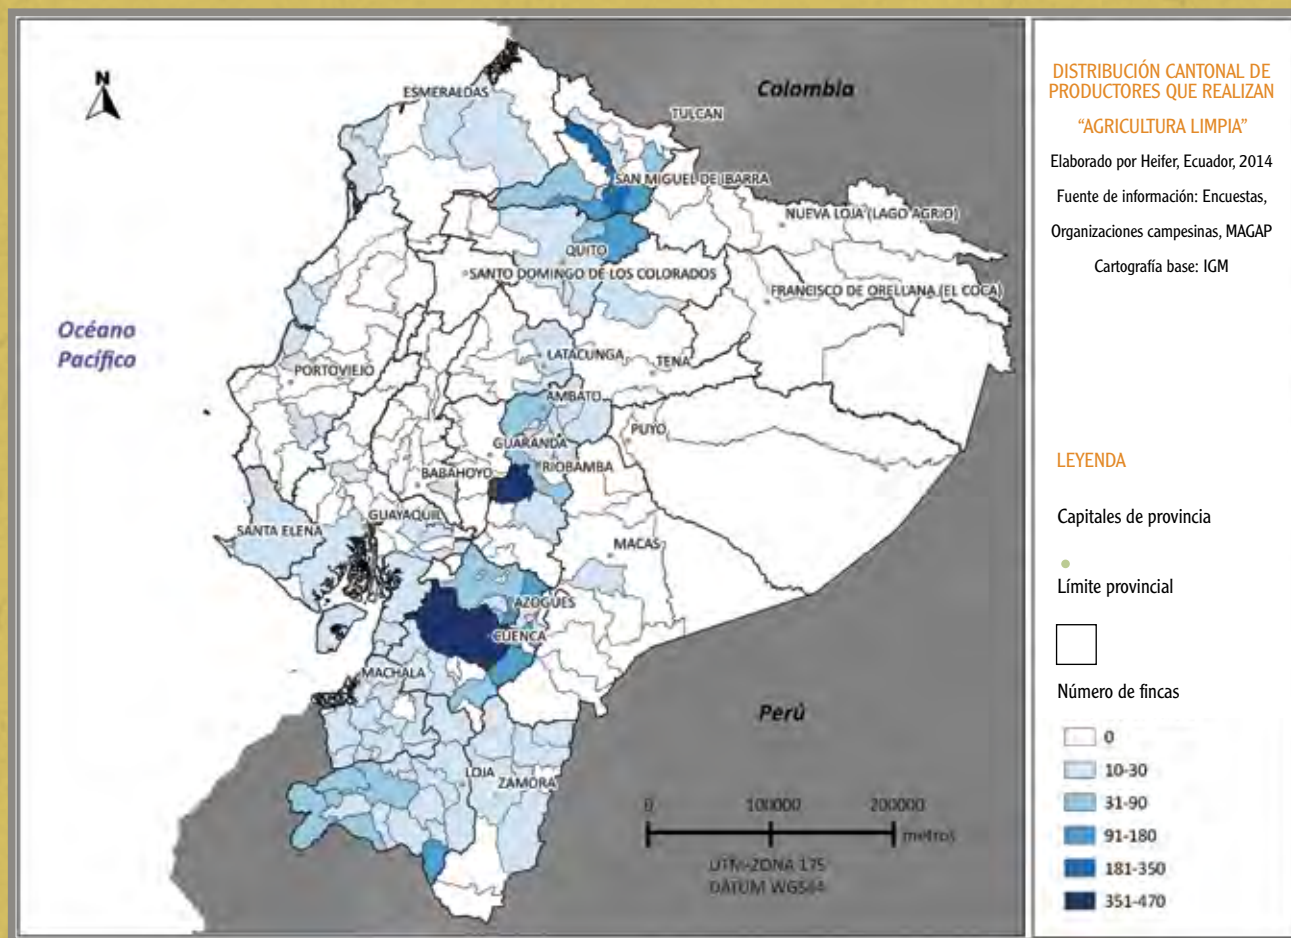 N
ESMERALDAS
Colombia
TULCAN
SAN MIGUEL DE IBARRA
NUEVA LOJA (LAGO AGRIO)
QUITO
SANTO DOMINGO DE LOS COLORADOS
FRANCISCO DE ORELLANA (EL COCA)
Océano
Pacífico
LATACUNGA
TENA
PORTOVIEJO
AMBATO
PUYO
GUARANDA
RIOBAMBA
BABAHOYO
GUAYAQUIL
SANTA ELENA
MACAS
AZOGUES
CUENCA
MACHALA
Perú
LOJA
ZAMORA
0 100000 200000
metros
UTM-ZONA 17S
DATUM WGS84
DISTRIBUCIÓN CANTONAL DE
PRODUCTORES QUE REALIZAN
“AGRICULTURA LIMPIA”
Elaborado por Heifer, Ecuador, 2014
Fuente de información: Encuestas,
Organizaciones campesinas, MAGAP
Cartografía base: IGM
LEYENDA
Capitales de provincia
Límite provincial
Número de fincas
0
10-30
31-90
91-180
181-350
351-470